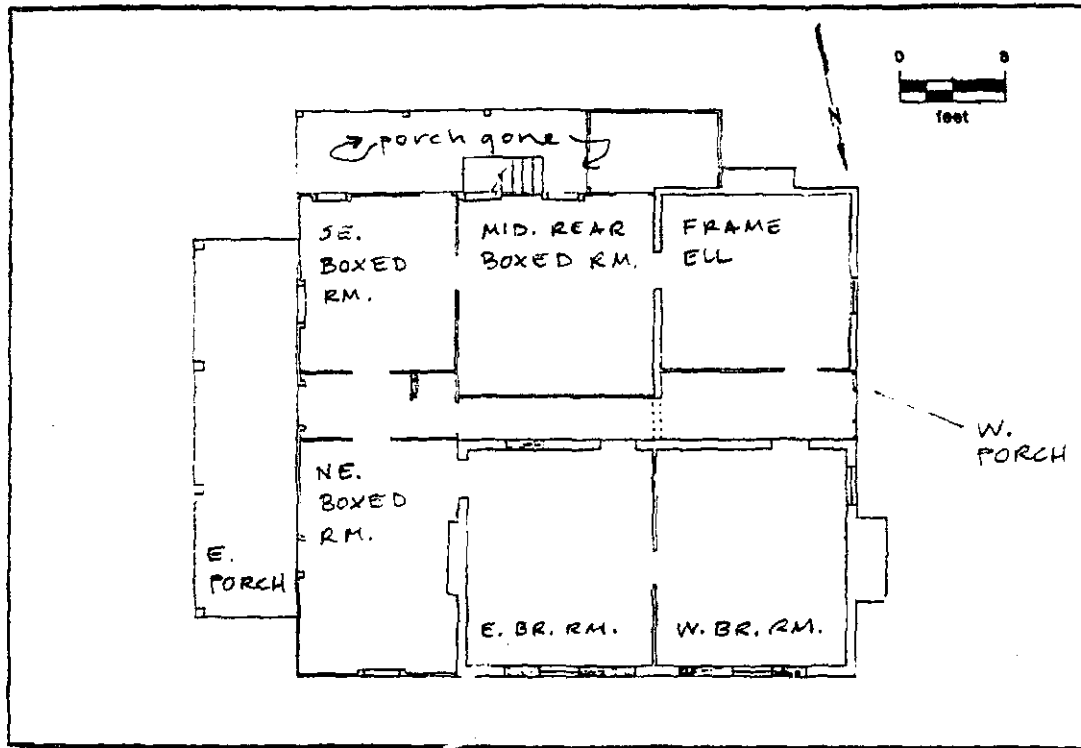 0 8
feet
N
porch gone
SE.
BOXED
RM.
MID. REAR
BOXED RM.
FRAME
ELL
W.
PORCH
NE.
BOXED
RM.
E.
PORCH
E. BR. RM.
W. BR. RM.